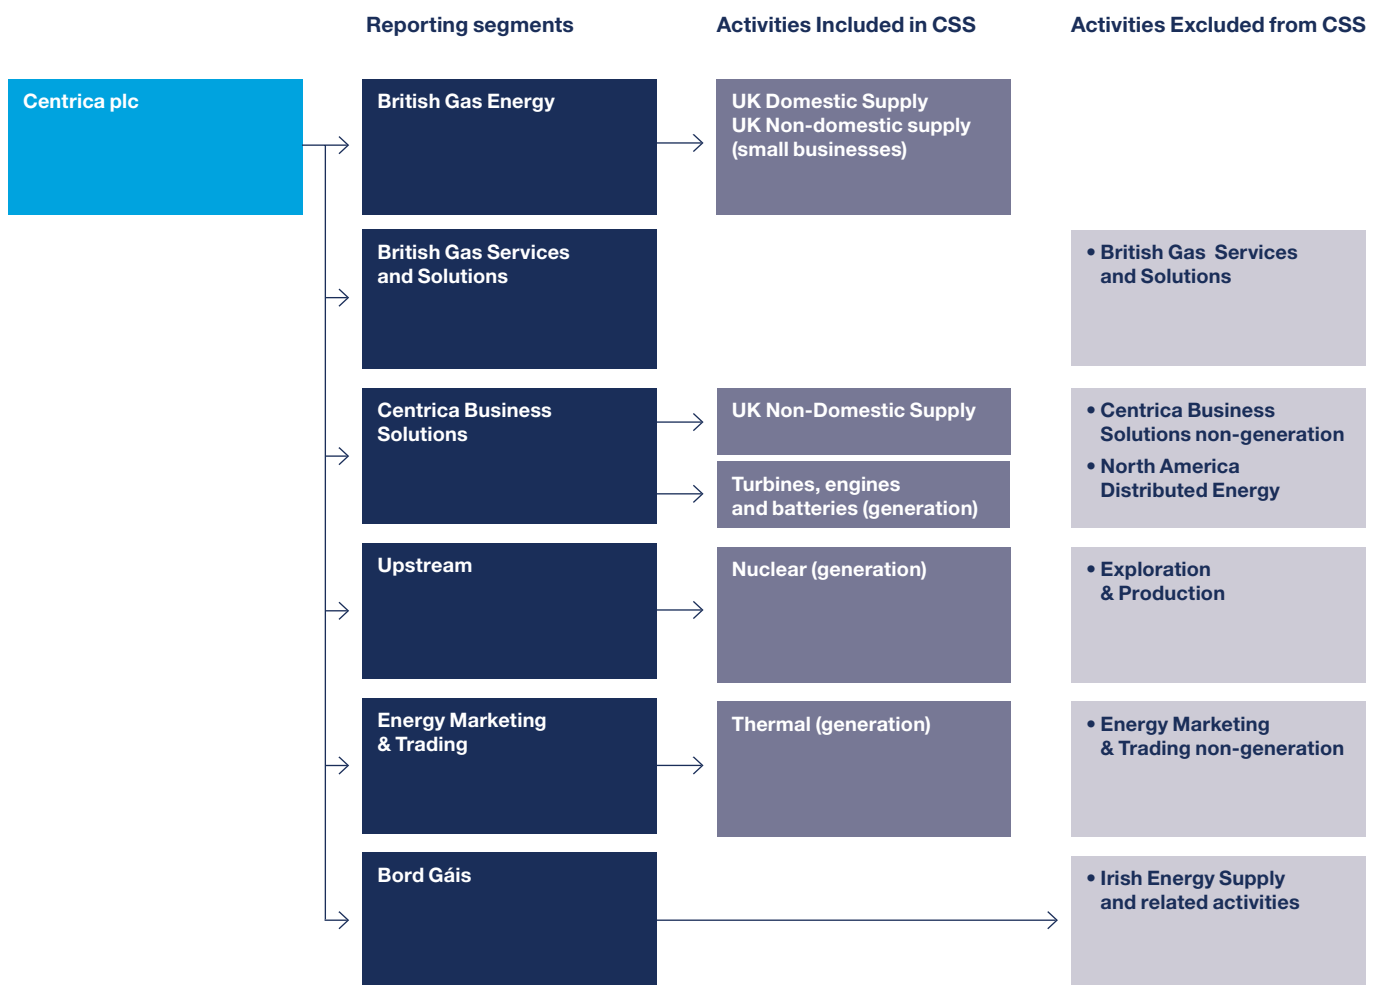 Reporting segments
Activities Included in CSS
Activities Excluded from CSS
Centrica plc
British Gas Energy
UK Domestic Supply
UK Non-domestic supply
(small businesses)
British Gas Services
and Solutions
• British Gas  Services
and Solutions
Centrica Business
Solutions
UK Non-Domestic Supply
Turbines, engines
and batteries (generation)
• Centrica Business
Solutions non-generation
• North America
Distributed Energy
Upstream
Nuclear (generation)
• Exploration
& Production
Energy Marketing
& Trading
Thermal (generation)
• Energy Marketing
& Trading non-generation
Bord Gáis
• Irish Energy Supply
and related activities